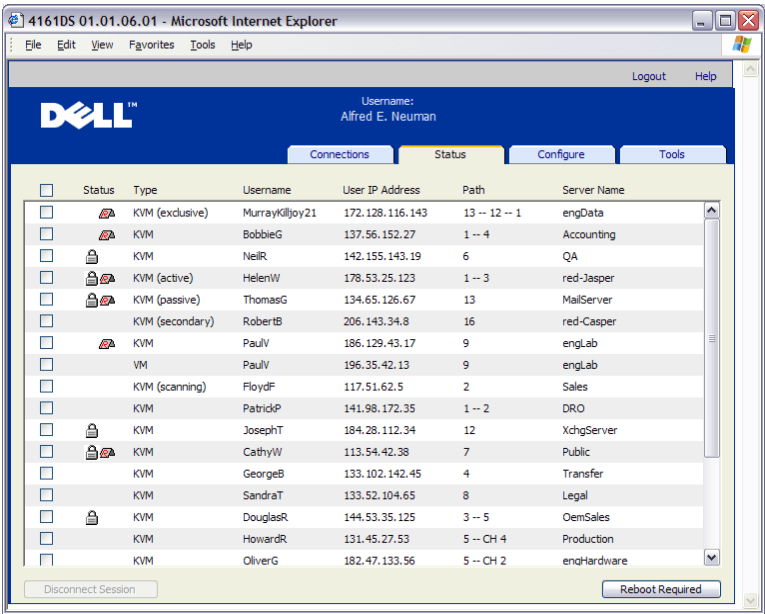 4161DS 01.01.06.01 - Microsoft Internet Explorer
File Edit View Favorites Tools Help
Logout Help
DELL™
Username:
Alfred E. Neuman
Connections Status Configure Tools
Status Type Username User IP Address Path Server Name
KVM (exclusive) MurrayKilljoy21 172.128.116.143 13 -- 12 -- 1 engData
KVM BobbieG 137.56.152.27 1 -- 4 Accounting
KVM NeilR 142.155.143.19 6 QA
KVM (active) HelenW 178.53.25.123 1 -- 3 red-Jasper
KVM (passive) ThomasG 134.65.126.67 13 MailServer
KVM (secondary) RobertB 206.143.34.8 16 red-Casper
KVM PaulV 186.129.43.17 9 engLab
VM PaulV 196.35.42.13 9 engLab
KVM (scanning) FloydF 117.51.62.5 2 Sales
KVM PatrickP 141.98.172.35 1 -- 2 DRO
KVM JosephT 184.28.112.34 12 XchgServer
KVM CathyW 113.54.42.38 7 Public
KVM GeorgeB 133.102.142.45 4 Transfer
KVM SandraT 133.52.104.65 8 Legal
KVM DouglasR 144.53.35.125 3 -- 5 OemSales
KVM HowardR 131.45.27.53 5 -- CH 4 Production
KVM OliverG 182.47.133.56 5 -- CH 2 engHardware
Disconnect Session Reboot Required